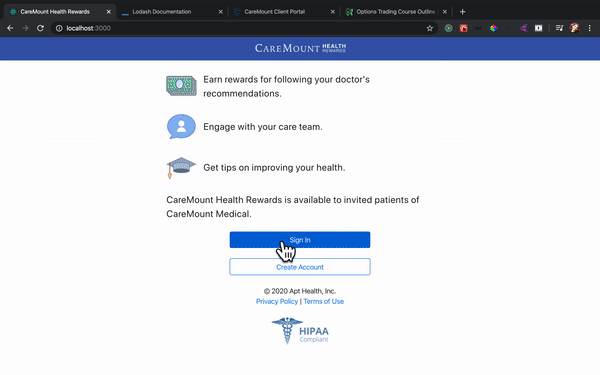 CareMount Health Rewards
Lodash Documentation
CareMount Client Portal
Options Trading Course Outline
localhost:3000
CAREMOUNT HEALTH REWARDS
Earn rewards for following your doctor's
recommendations.
Engage with your care team.
Get tips on improving your health.
CareMount Health Rewards is available to invited patients of
CareMount Medical.
Sign In
Create Account
© 2020 Apt Health, Inc.
Privacy Policy | Terms of Use
HIPAA
Compliant